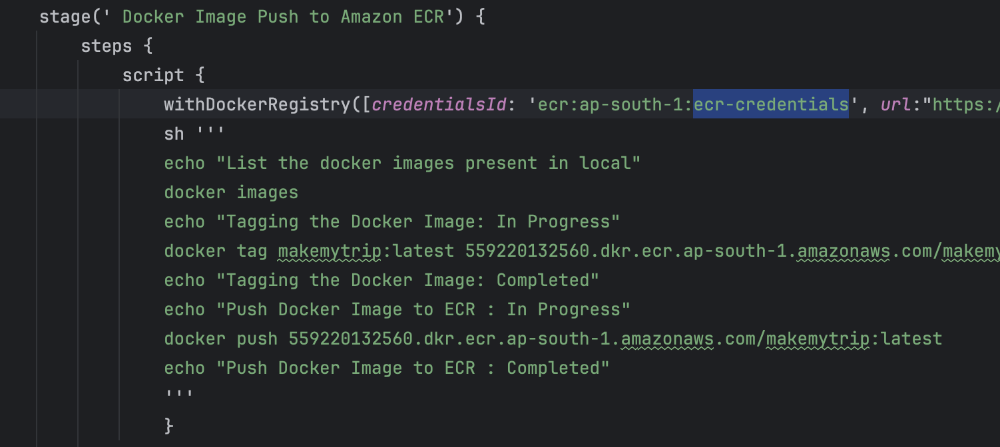 stage(' Docker Image Push to Amazon ECR') {
steps {
script {
withDockerRegistry([credentialsId: 'ecr:ap-south-1:ecr-credentials', url:"https:/
sh '''
echo "List the docker images present in local"
docker images
echo "Tagging the Docker Image: In Progress"
docker tag makemytrip:latest 559220132560.dkr.ecr.ap-south-1.amazonaws.com/makemy
echo "Tagging the Docker Image: Completed"
echo "Push Docker Image to ECR : In Progress"
docker push 559220132560.dkr.ecr.ap-south-1.amazonaws.com/makemytrip:latest
echo "Push Docker Image to ECR : Completed"
'''
}